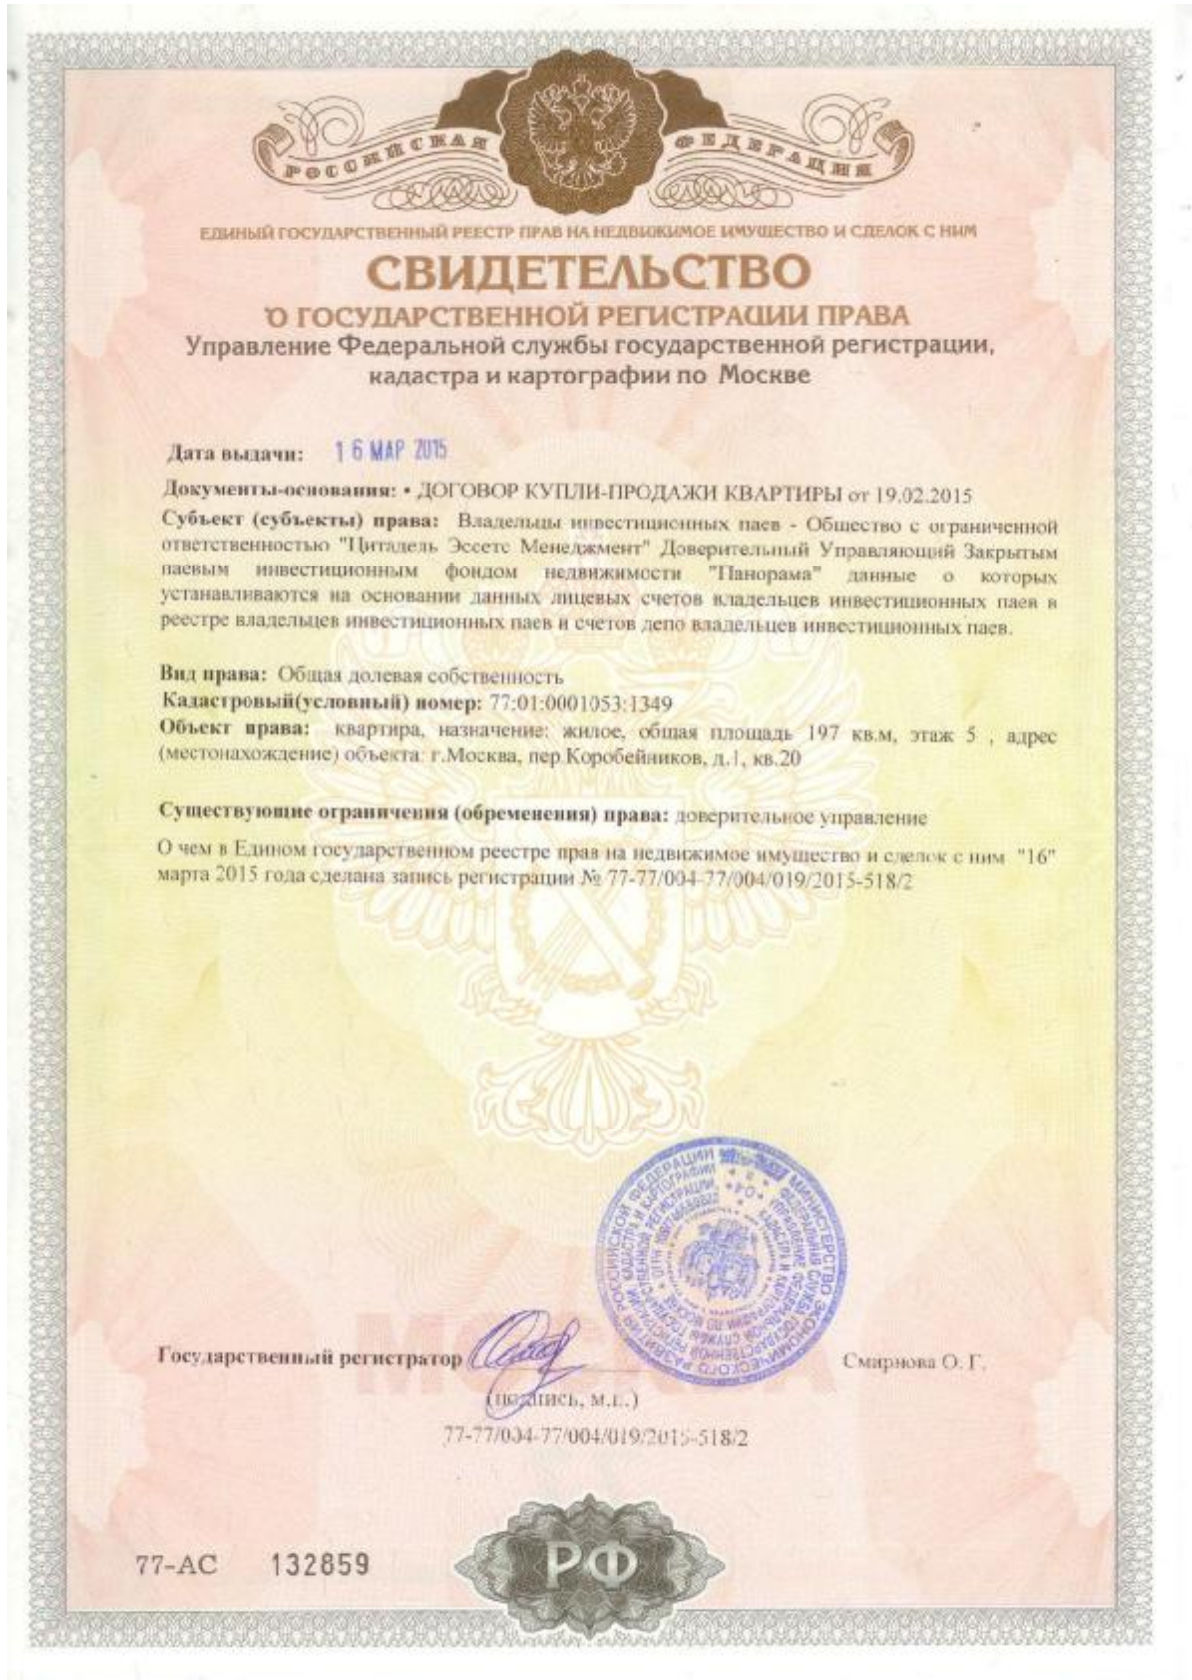 РОССИЙСКАЯ ФЕДЕРАЦИЯ
ЕДИНЫЙ ГОСУДАРСТВЕННЫЙ РЕЕСТР ПРАВ НА НЕДВИЖИМОЕ ИМУЩЕСТВО И СДЕЛОК С НИМ
СВИДЕТЕЛЬСТВО
О ГОСУДАРСТВЕННОЙ РЕГИСТРАЦИИ ПРАВА
Управление Федеральной службы государственной регистрации,
кадастра и картографии по Москве
Дата выдачи: 16 МАР 2015
Документы-основания: • ДОГОВОР КУПЛИ-ПРОДАЖИ КВАРТИРЫ от 19.02.2015
Субъект (субъекты) права: Владельцы инвестиционных паев - Общество с ограниченной
ответственностью "Цитадель Эссетс Менеджмент" Доверительный Управляющий Закрытым
паевым инвестиционным фондом недвижимости "Панорама" данные о которых
устанавливаются на основании данных лицевых счетов владельцев инвестиционных паев в
реестре владельцев инвестиционных паев и счетов депо владельцев инвестиционных паев.
Вид права: Общая долевая собственность
Кадастровый(условный) номер: 77:01:0001053:1349
Объект права: квартира, назначение: жилое, общая площадь 197 кв.м, этаж 5 , адрес
(местонахождение) объекта: г.Москва, пер.Коробейников, д.1, кв.20
Существующие ограничения (обременения) права: доверительное управление
О чем в Едином государственном реестре прав на недвижимое имущество и сделок с ним "16"
марта 2015 года сделана запись регистрации № 77-77/004-77/004/019/2015-518/2
Государственный регистратор
Смирнова О. Г.
(подпись, м.п.)
77-77/004-77/004/019/2015-518/2
77-АС 132859
РФ